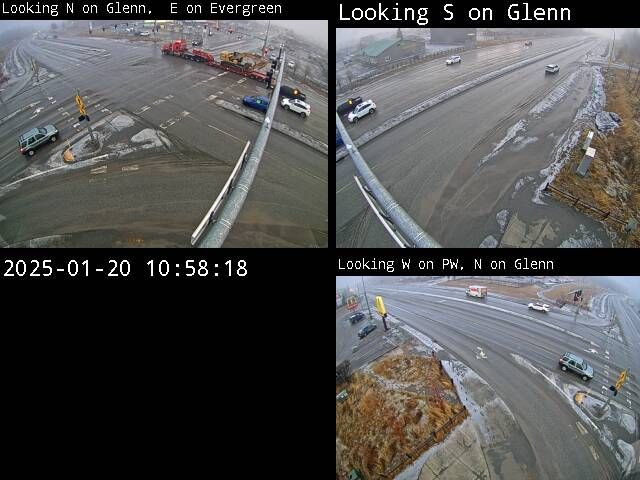 Looking N on Glenn,  E on Evergreen
Looking S on Glenn
2025-01-20 10:58:18
Looking W on PW, N on Glenn